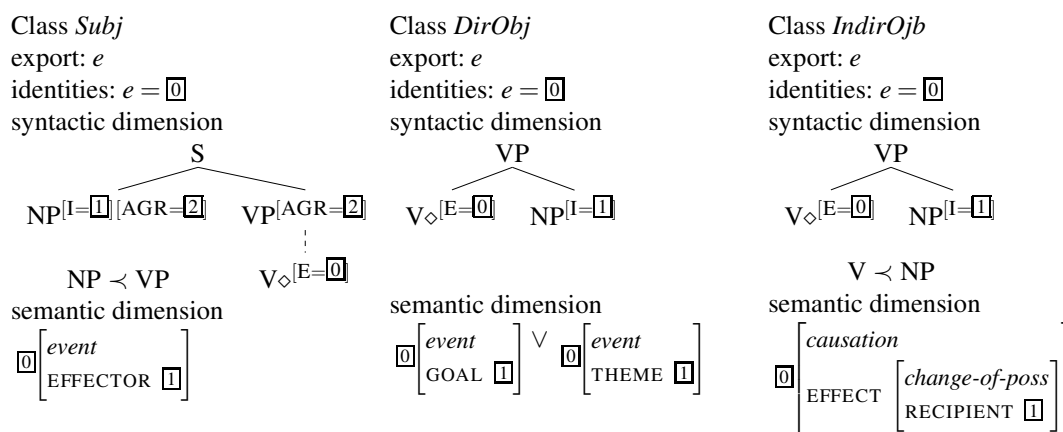 Class Subj
export: e
identities: e = 0
syntactic dimension
S
NP[I=1][AGR=2] VP[AGR=2]
V◇[E=0]
NP ≺ VP
semantic dimension
0 [event
EFFECTOR 1]
Class DirObj
export: e
identities: e = 0
syntactic dimension
VP
V◇[E=0] NP[I=1]
semantic dimension
0 [event
GOAL 1] ∨ 0 [event
THEME 1]
Class IndirOjb
export: e
identities: e = 0
syntactic dimension
VP
V◇[E=0] NP[I=1]
V ≺ NP
semantic dimension
0 [causation
EFFECT [change-of-poss
RECIPIENT 1]